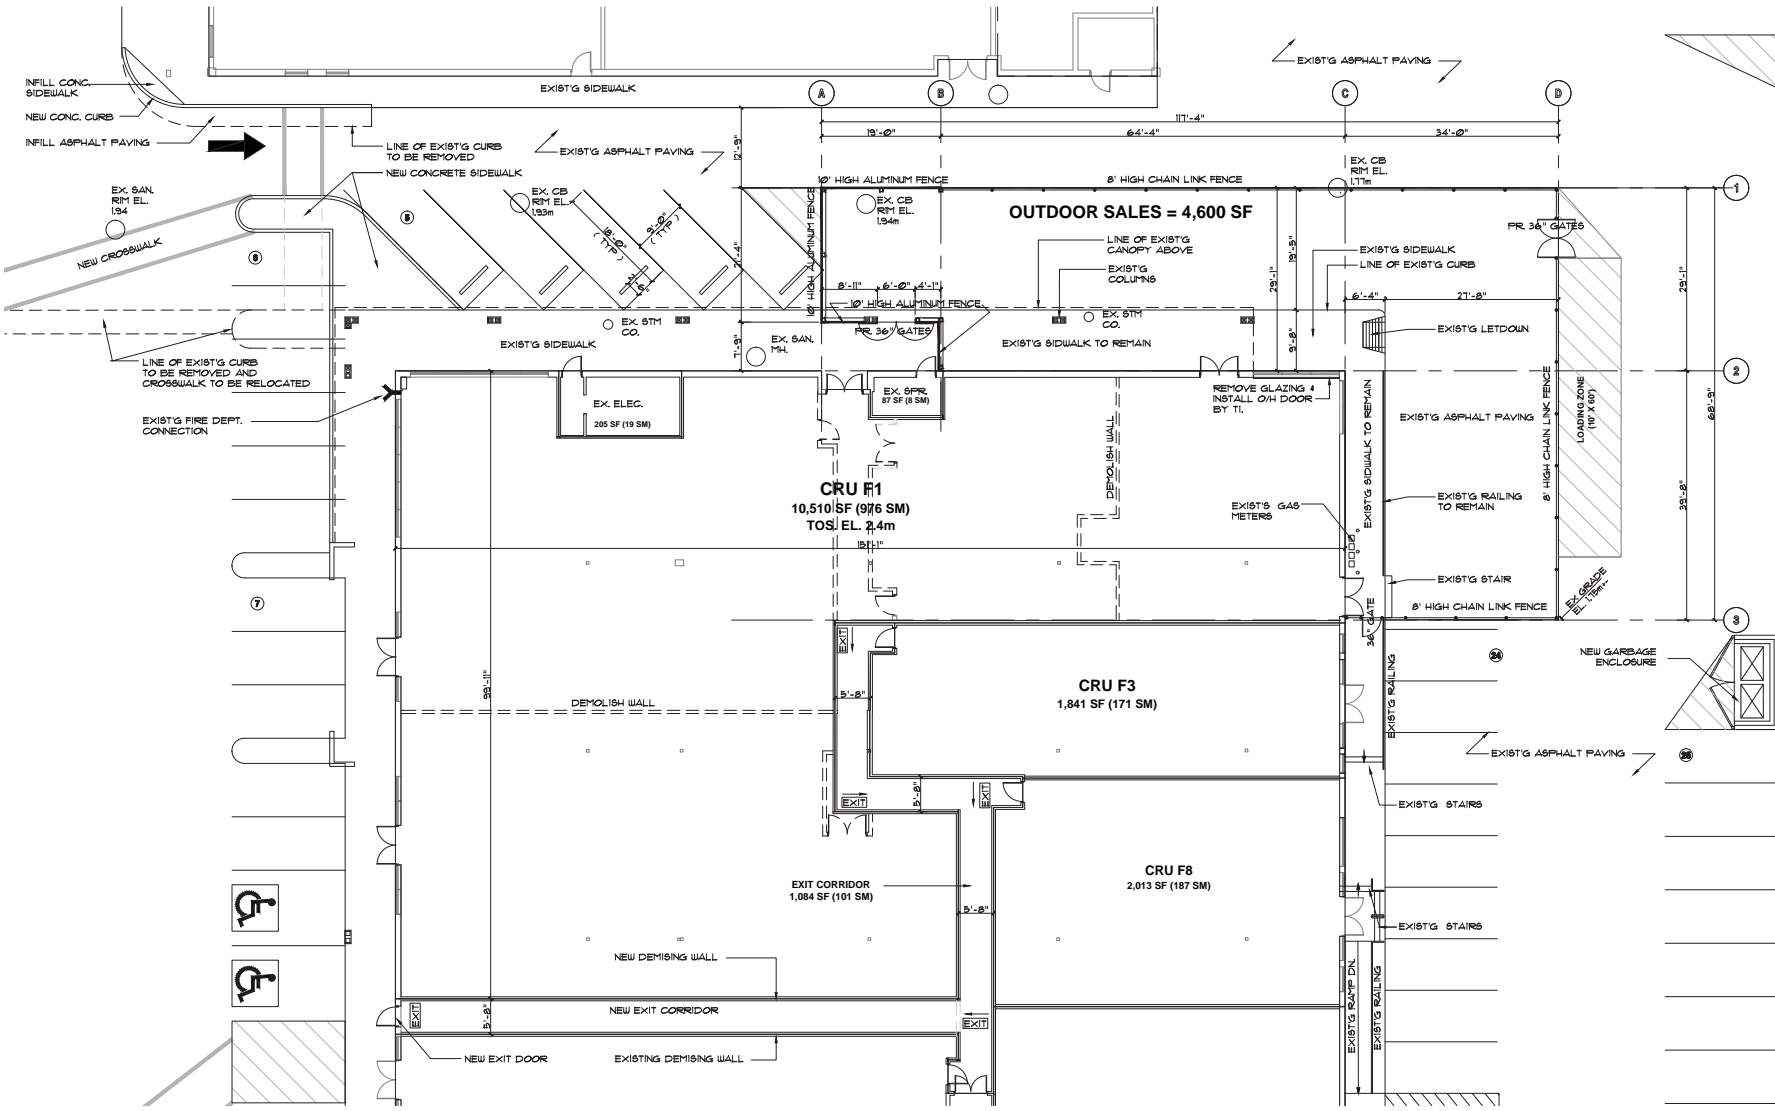 INFILL CONC.
SIDEWALK
NEW CONC. CURB
INFILL ASPHALT PAVING
EXIST'G SIDEWALK
LINE OF EXIST'G CURB
TO BE REMOVED
NEW CONCRETE SIDEWALK
EXIST'G ASPHALT PAVING
EXIST'G ASPHALT PAVING
A
B
C
D
117'-4"
19'-0"
64'-4"
34'-0"
12'-9"
EX. SAN.
RIM EL.
1.94
NEW CROSSWALK
5
6
EX. CB
RIM EL.
1.93m
18'-0"
( TYP )
9'-0"
( TYP )
2'-6"
21'-4"
7'-9"
10' HIGH ALUMINUM FENCE
10' HIGH ALUMINUM FENCE
8' HIGH CHAIN LINK FENCE
EX. CB
RIM EL.
1.94m
EX. CB
RIM EL.
1.77m
OUTDOOR SALES = 4,600 SF
LINE OF EXIST'G
CANOPY ABOVE
EXIST'G
COLUMNS
8'-11"
6'-0"
4'-1"
10' HIGH ALUMINUM FENCE
PR. 36" GATES
29'-1"
19'-5"
9'-8"
EXIST'G SIDEWALK
LINE OF EXIST'G CURB
6'-4"
27'-8"
EXIST'G LETDOWN
PR. 36" GATES
1
2
3
29'-1"
39'-8"
68'-9"
EX. STM
CO.
EX. SAN.
MH.
EX. STM
CO.
EXIST'G SIDEWALK
EXIST'G SIDWALK TO REMAIN
LINE OF EXIST'G CURB
TO BE REMOVED AND
CROSSWALK TO BE RELOCATED
EXIST'G FIRE DEPT.
CONNECTION
EX. ELEC.
205 SF (19 SM)
EX. SPR.
87 SF (8 SM)
REMOVE GLAZING &
INSTALL O/H DOOR
BY TI.
DEMOLISH WALL
EXIST'G SIDWALK TO REMAIN
EXIST'G ASPHALT PAVING
8' HIGH CHAIN LINK FENCE
LOADING ZONE
(10' X 60')
CRU F1
10,510 SF (976 SM)
TOS. EL. 2.4m
151'-1"
EXIST'S GAS
METERS
EXIST'G RAILING
TO REMAIN
EXIST'G STAIR
8' HIGH CHAIN LINK FENCE
36" GATE
EX GRADE
7
EXIT
99'-11"
DEMOLISH WALL
5'-8"
CRU F3
1,841 SF (171 SM)
EXIST'G RAILING
24
NEW GARBAGE
ENCLOSURE
EXIST'G ASPHALT PAVING
25
EXIT
5'-8"
EXIT
EXIST'G STAIRS
CRU F8
2,013 SF (187 SM)
EXIT CORRIDOR
1,084 SF (101 SM)
5'-8"
EXIST'G STAIRS
NEW DEMISING WALL
EXIT
5'-8"
NEW EXIT CORRIDOR
EXIT
NEW EXIT DOOR
EXISTING DEMISING WALL
EXIST'G RAMP DN.
EXIST'G RAILING